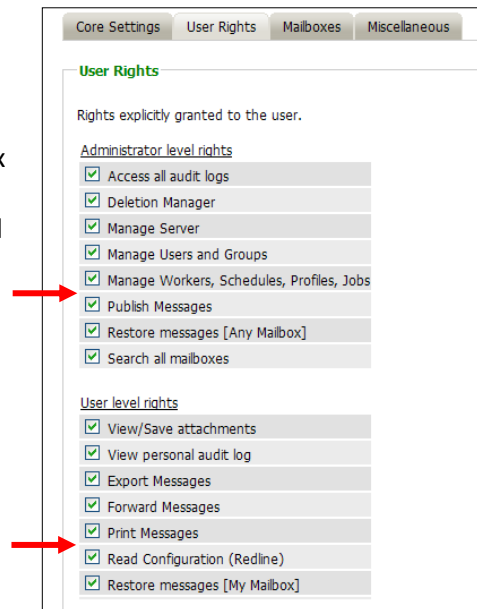 Core Settings User Rights Mailboxes Miscellaneous
User Rights
Rights explicitly granted to the user.
Administrator level rights
Access all audit logs
Deletion Manager
Manage Server
Manage Users and Groups
Manage Workers, Schedules, Profiles, Jobs
Publish Messages
Restore messages [Any Mailbox]
Search all mailboxes
User level rights
View/Save attachments
View personal audit log
Export Messages
Forward Messages
Print Messages
Read Configuration (Redline)
Restore messages [My Mailbox]